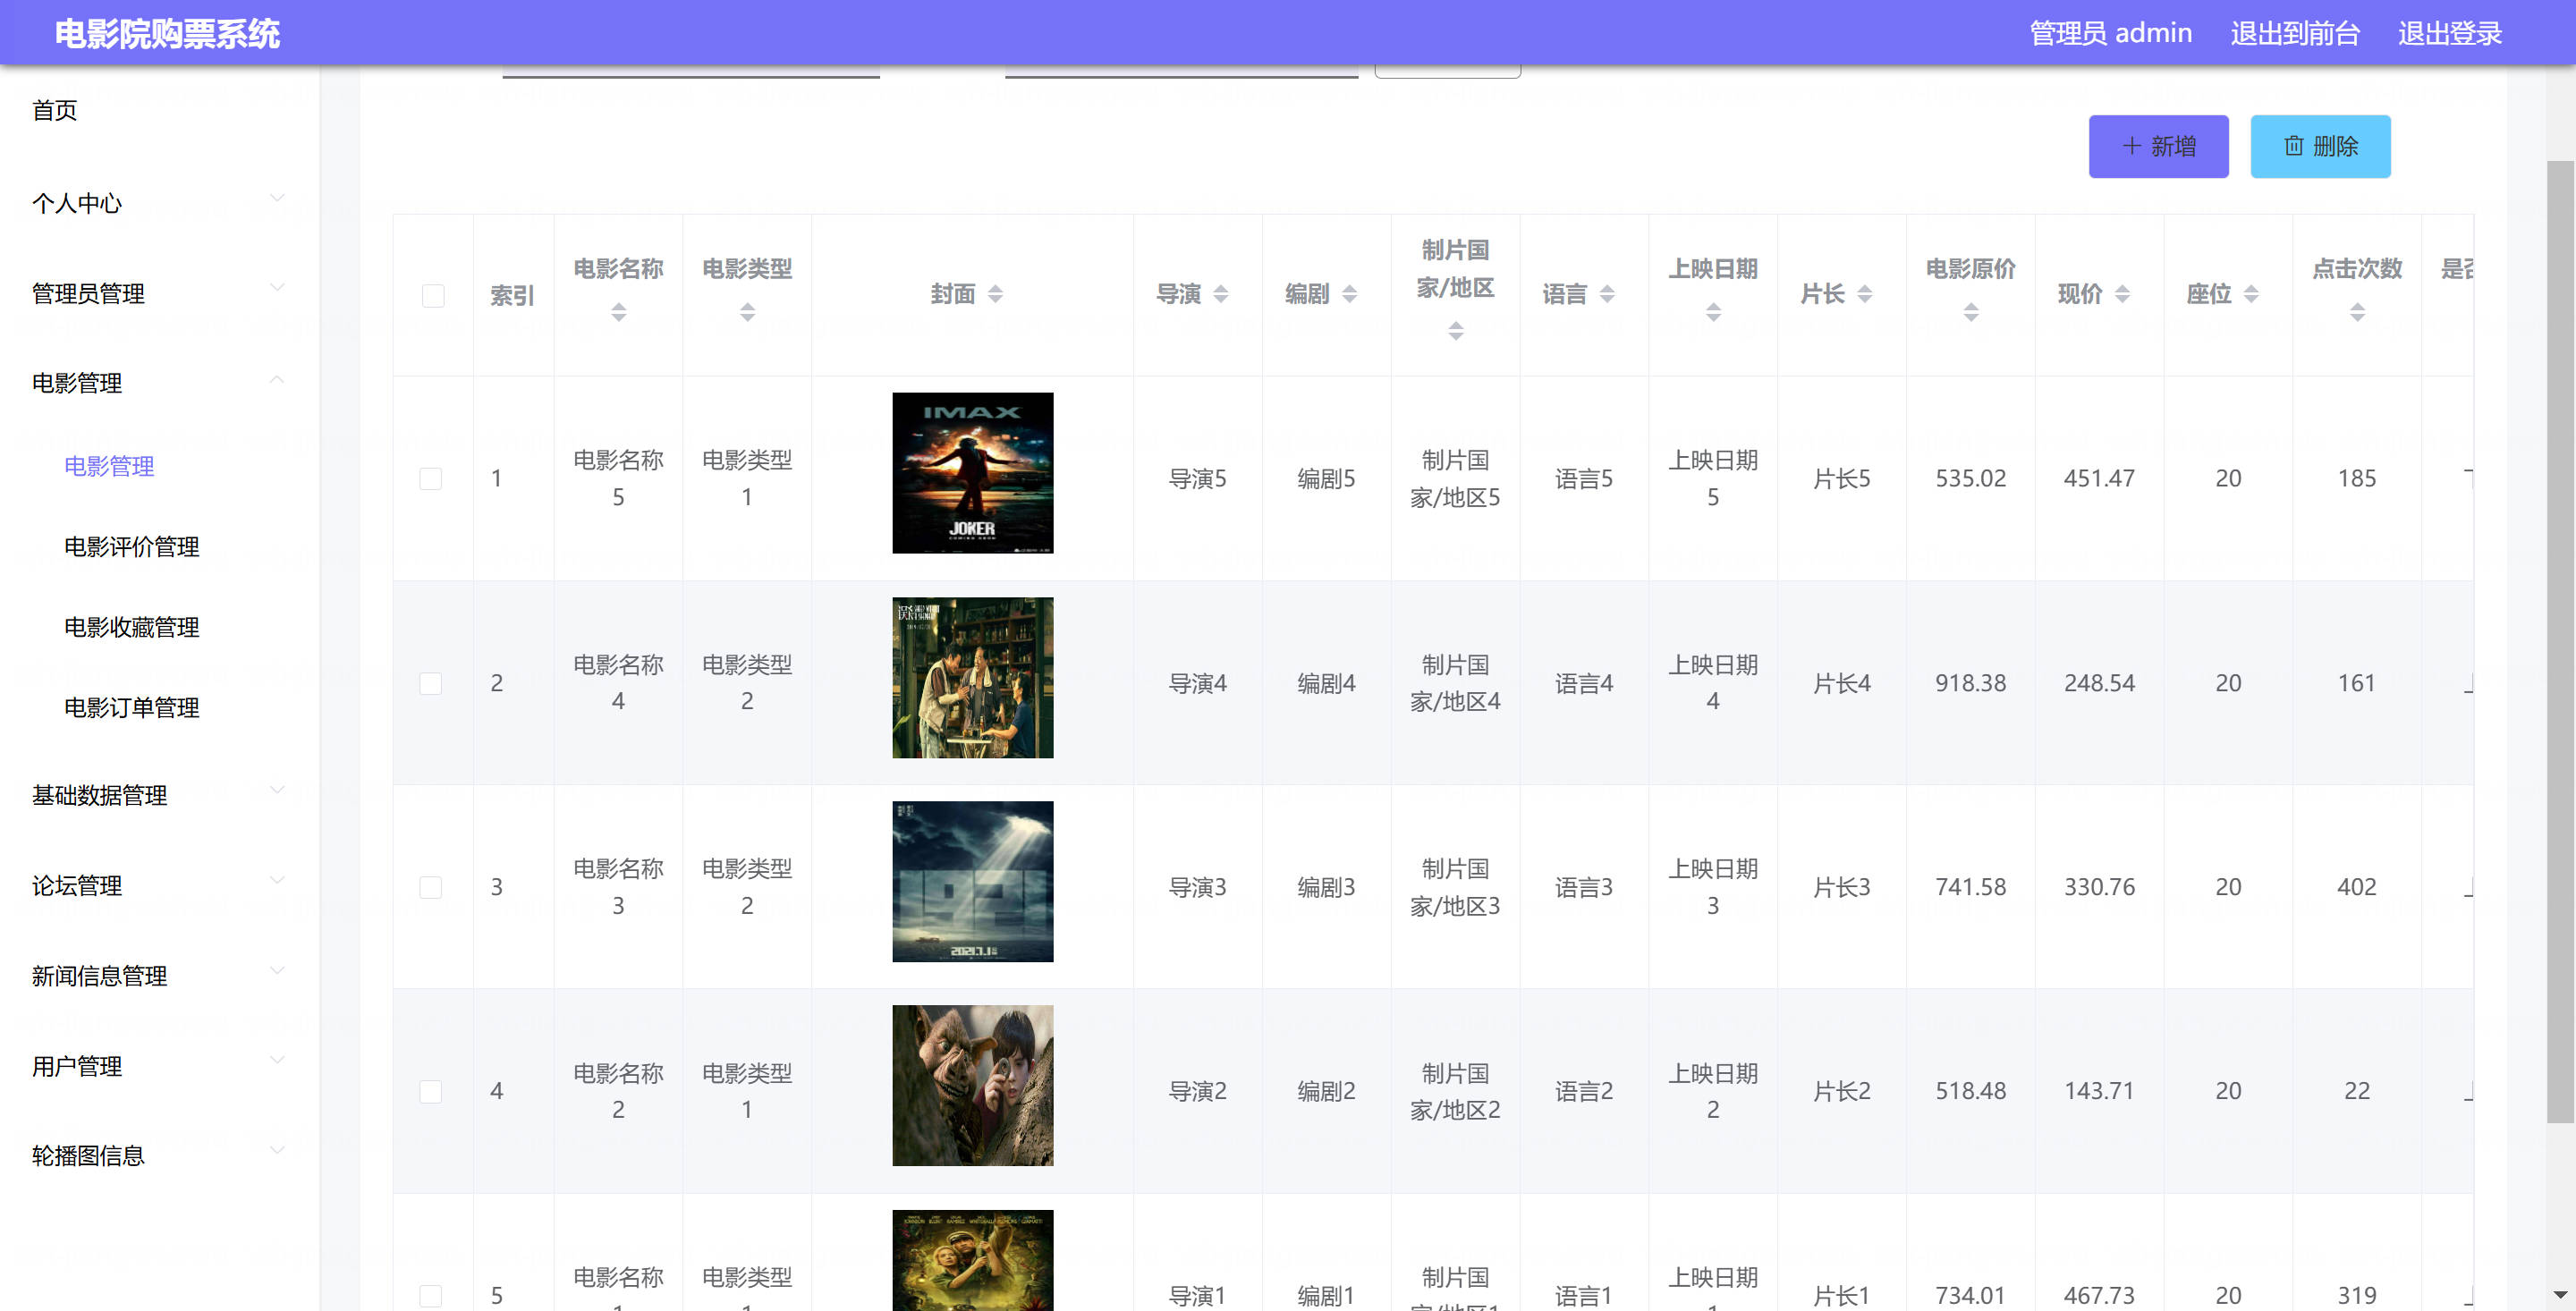 电影院购票系统
管理员 admin
退出到前台
退出登录
首页
个人中心
管理员管理
电影管理
电影管理
电影评价管理
电影收藏管理
电影订单管理
基础数据管理
论坛管理
新闻信息管理
用户管理
轮播图信息
新增
删除
索引
电影名称
电影类型
封面
导演
编剧
制片国
家/地区
语言
上映日期
片长
电影原价
现价
座位
点击次数
1
电影名称
5
电影类型
1
IMAX
JOKER
COMING SOON
导演5
编剧5
制片国
家/地区5
语言5
上映日期
5
片长5
535.02
451.47
20
185
2
电影名称
4
电影类型
2
导演4
编剧4
制片国
家/地区4
语言4
上映日期
4
片长4
918.38
248.54
20
161
3
电影名称
3
电影类型
2
2021.7.1
导演3
编剧3
制片国
家/地区3
语言3
上映日期
3
片长3
741.58
330.76
20
402
4
电影名称
2
电影类型
1
导演2
编剧2
制片国
家/地区2
语言2
上映日期
2
片长2
518.48
143.71
20
22
5
电影名称
电影类型
导演1
编剧1
制片国
语言1
上映日期
片长1
734.01
467.73
20
319